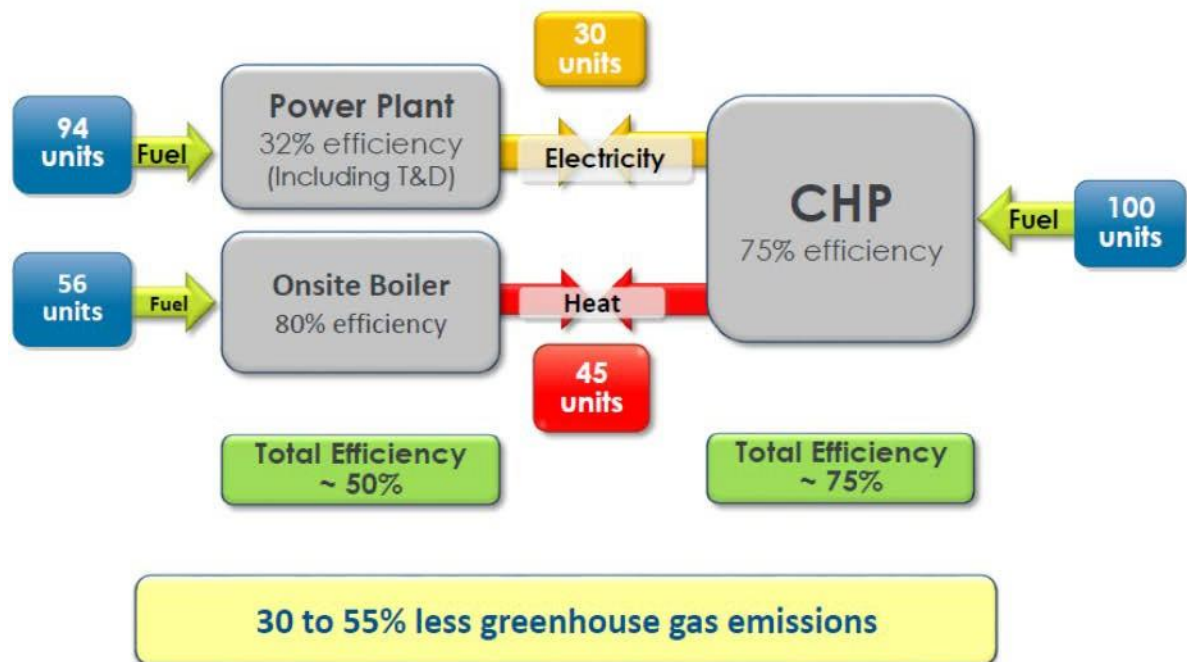 30
units
94
units
Fuel
Power Plant
32% efficiency
(Including T&D)
Electricity
CHP
75% efficiency
Fuel
100
units
56
units
Fuel
Onsite Boiler
80% efficiency
Heat
45
units
Total Efficiency
~ 50%
Total Efficiency
~ 75%
30 to 55% less greenhouse gas emissions